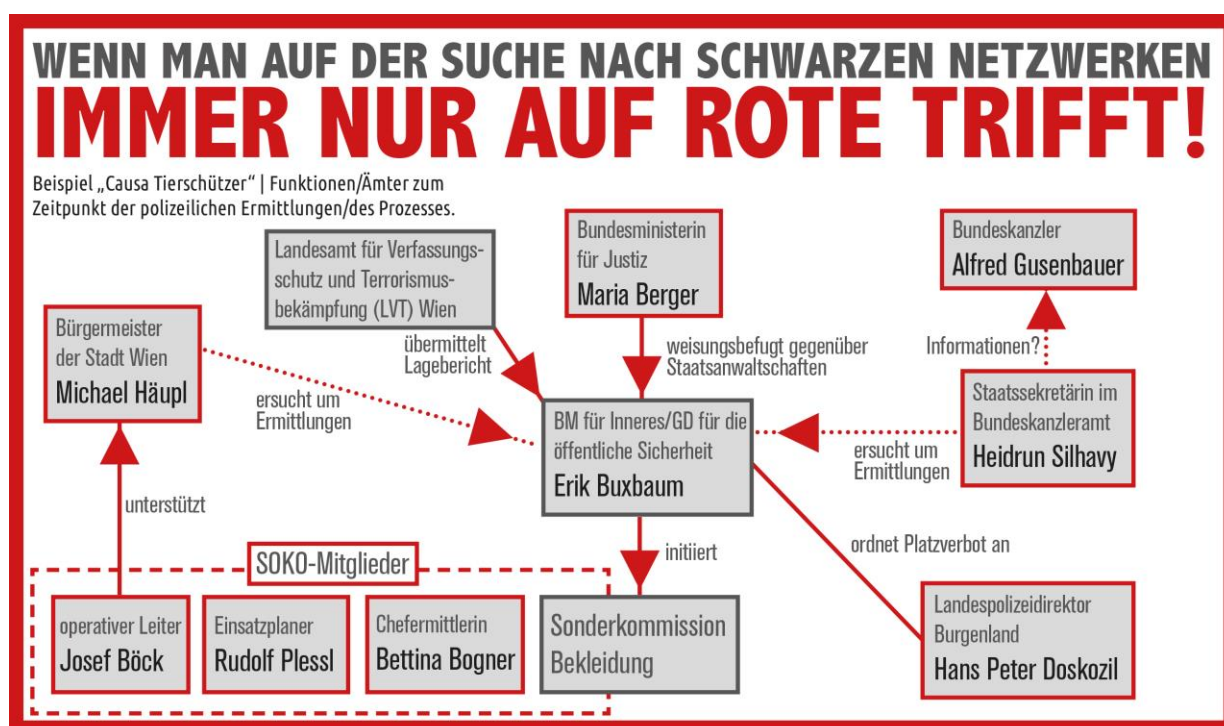 WENN MAN AUF DER SUCHE NACH SCHWARZEN NETZWERKEN
IMMER NUR AUF ROTE TRIFFT!
Beispiel „Causa Tierschützer“ | Funktionen/Ämter zum
Zeitpunkt der polizeilichen Ermittlungen/des Prozesses.
Landesamt für Verfassungs-
schutz und Terrorismus-
bekämpfung (LVT) Wien
Bundesministerin
für Justiz
Maria Berger
Bundeskanzler
Alfred Gusenbauer
Bürgermeister
der Stadt Wien
Michael Häupl
übermittelt
Lagebericht
weisungsbefugt gegenüber
Staatsanwaltschaften
Informationen?
ersucht um
Ermittlungen
BM für Inneres/GD für die
öffentliche Sicherheit
Erik Buxbaum
ersucht um
Ermittlungen
Staatssekretärin im
Bundeskanzleramt
Heidrun Silhavy
unterstützt
initiiert
ordnet Platzverbot an
SOKO-Mitglieder
operativer Leiter
Josef Böck
Einsatzplaner
Rudolf Plessl
Chefermittlerin
Bettina Bogner
Sonderkommission
Bekleidung
Landespolizeidirektor
Burgenland
Hans Peter Doskozil